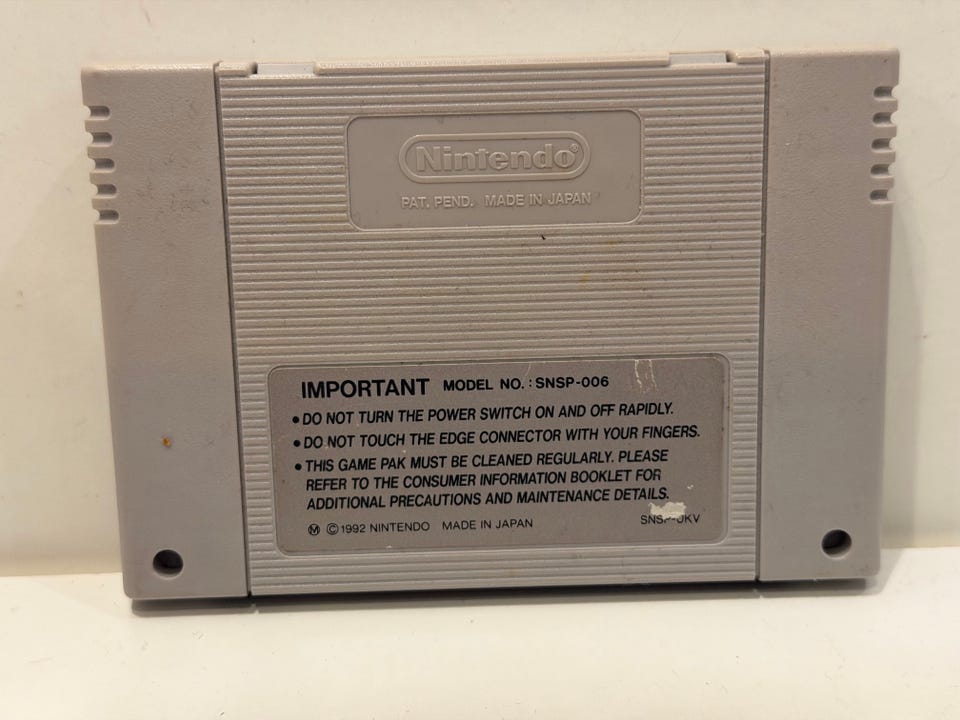 Nintendo®
PAT. PEND. MADE IN JAPAN
IMPORTANT MODEL NO. : SNSP-006
• DO NOT TURN THE POWER SWITCH ON AND OFF RAPIDLY.
• DO NOT TOUCH THE EDGE CONNECTOR WITH YOUR FINGERS.
• THIS GAME PAK MUST BE CLEANED REGULARLY. PLEASE
REFER TO THE CONSUMER INFORMATION BOOKLET FOR
ADDITIONAL PRECAUTIONS AND MAINTENANCE DETAILS.
Ⓜ © 1992 NINTENDO MADE IN JAPAN